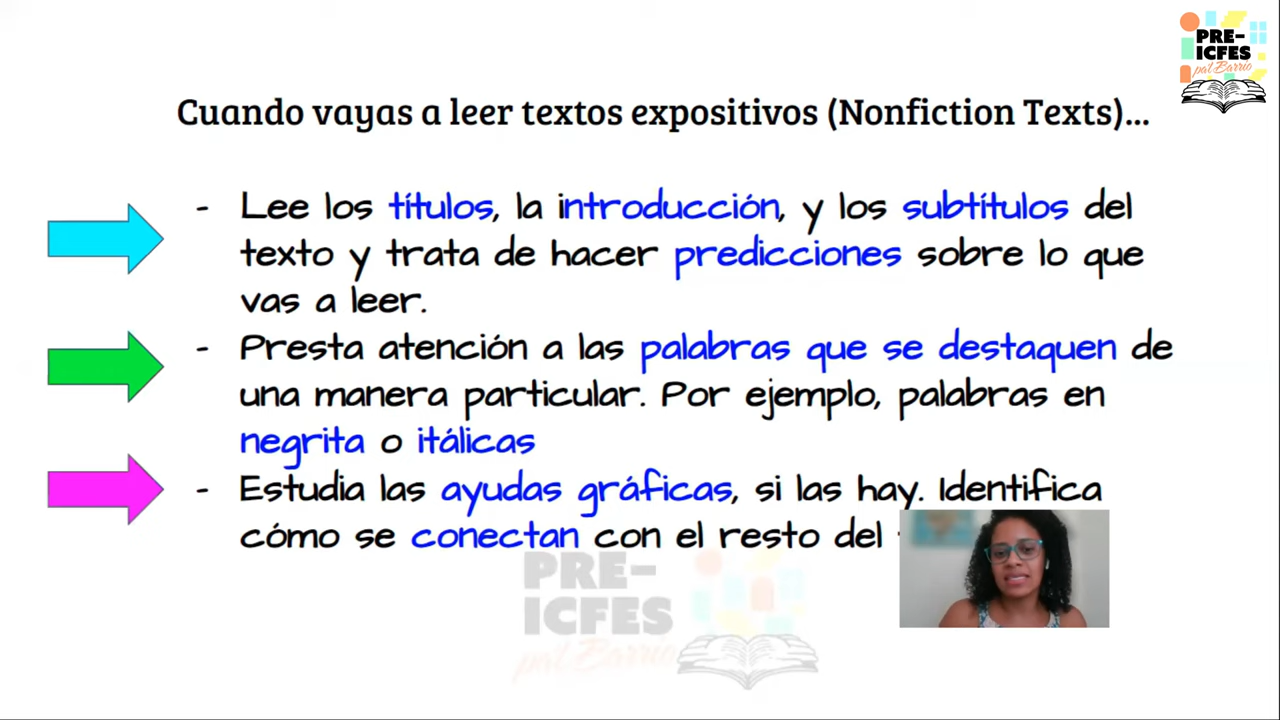 PRE-
ICFES
pa'l Barrio
Cuando vayas a leer textos expositivos (Nonfiction Texts)...
- Lee los títulos, la introducción, y los subtítulos del
texto y trata de hacer predicciones sobre lo que
vas a leer.
- Presta atención a las palabras que se destaquen de
una manera particular. Por ejemplo, palabras en
negrita o itálicas
- Estudia las ayudas gráficas, si las hay. Identifica
cómo se conectan con el resto del
PRE-
ICFES
pa'l Barrio